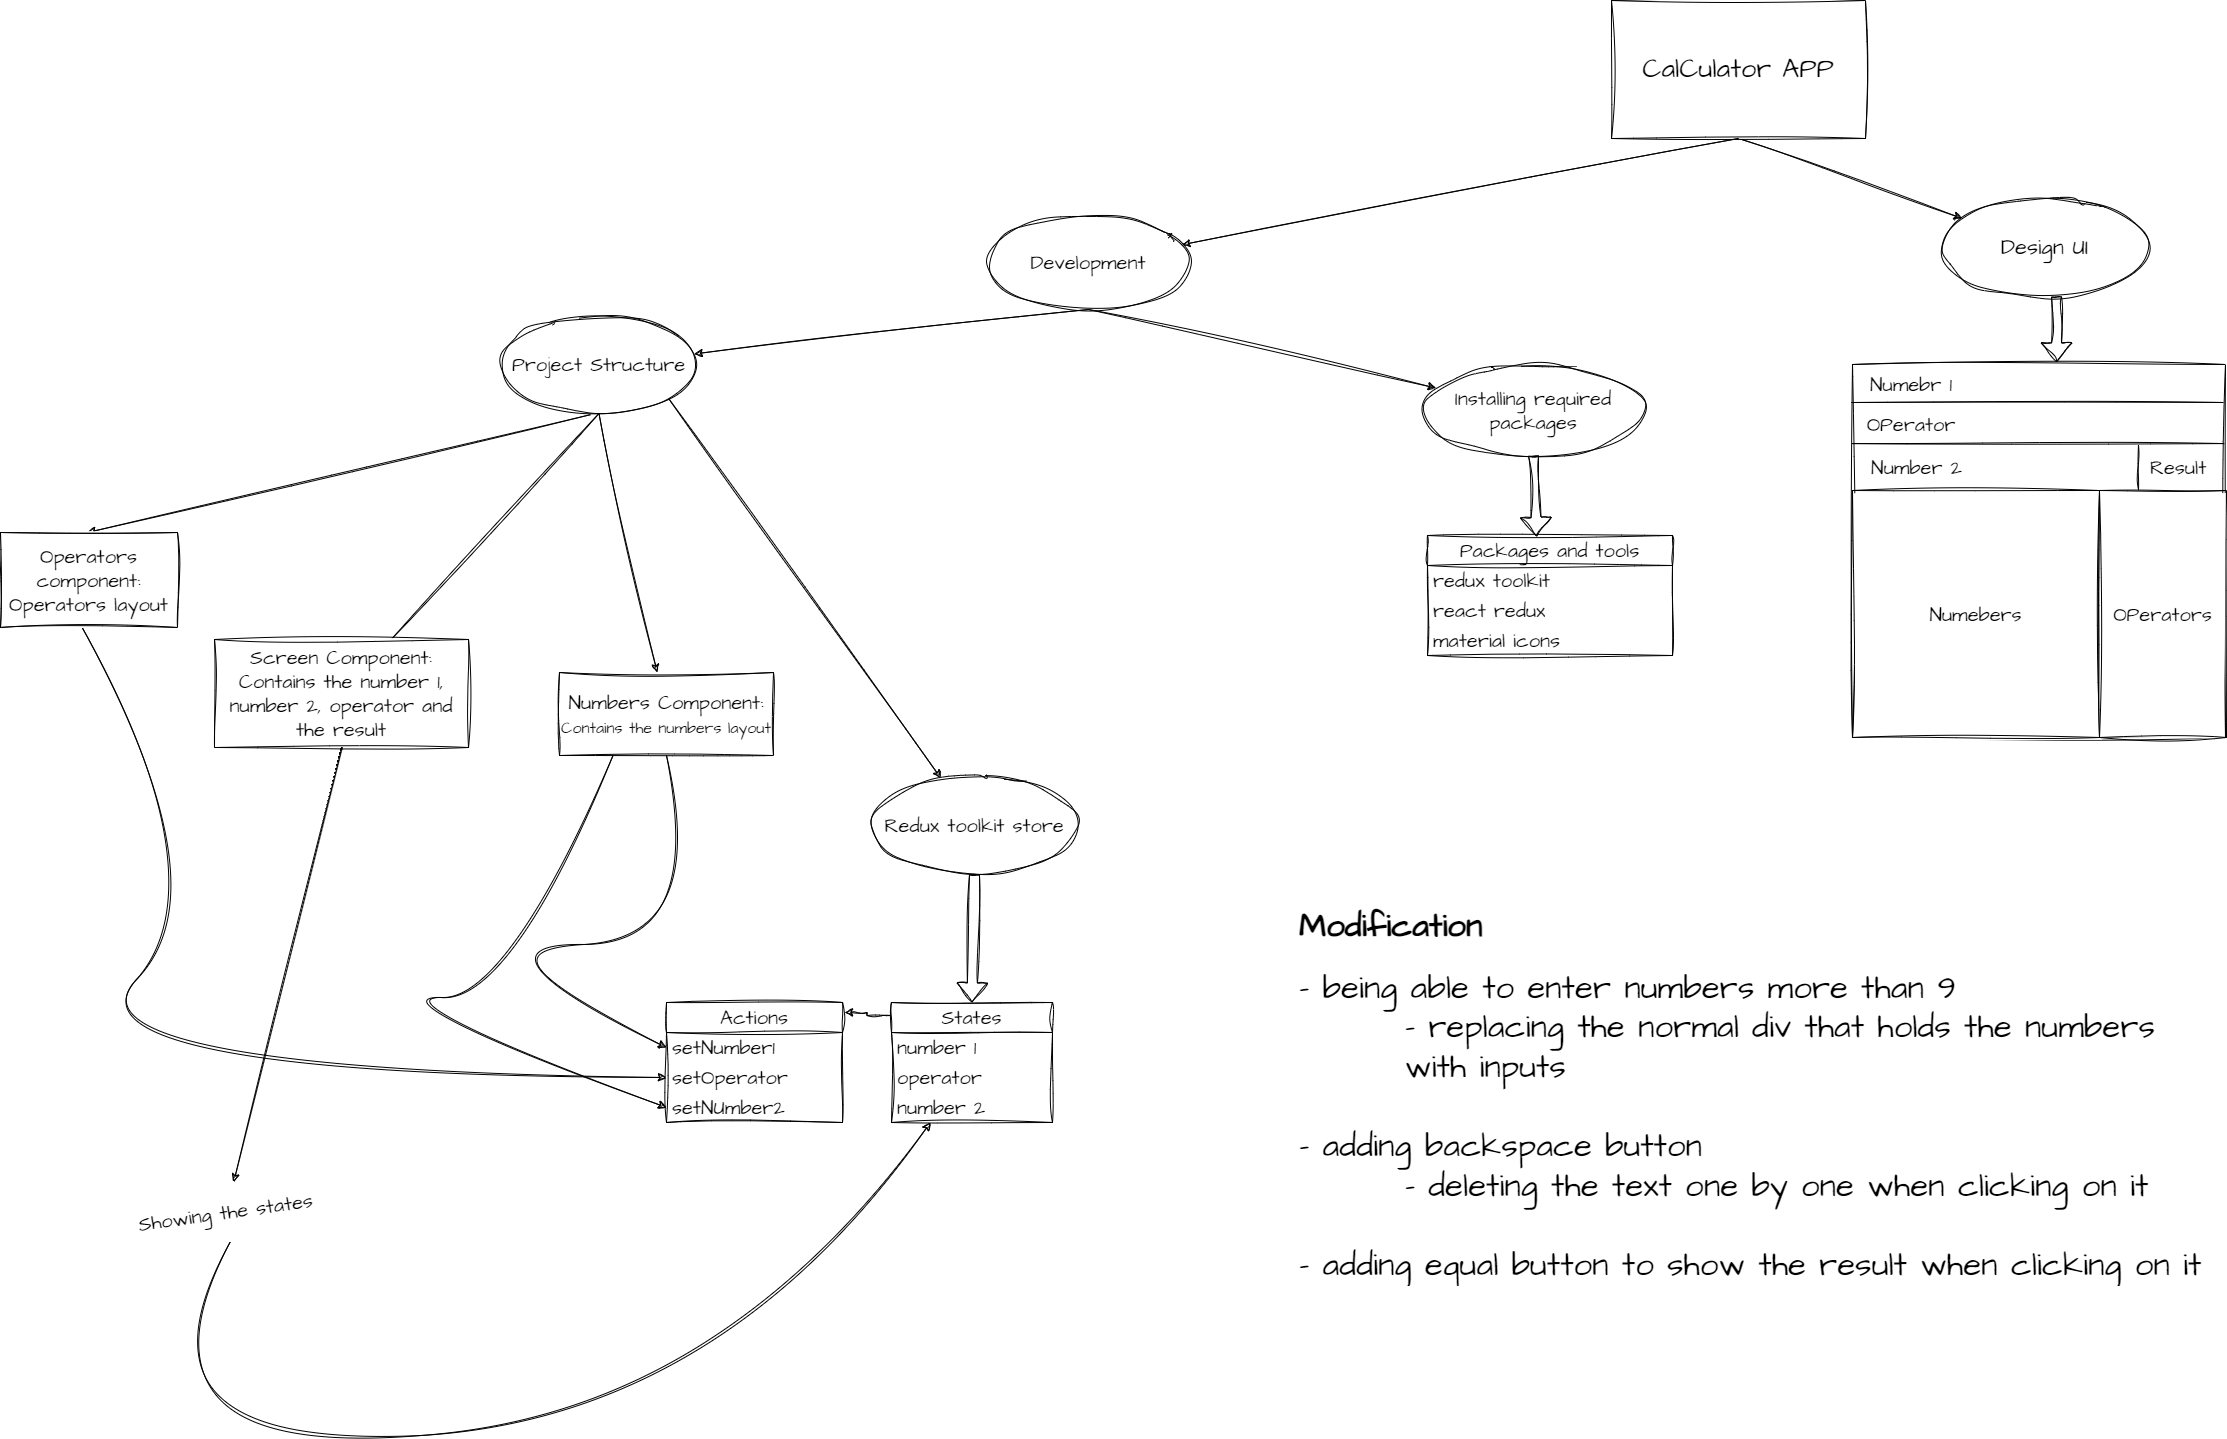 CalCulator APP
Development
Design UI
Project Structure
Installing required
packages
Numebr 1
OPerator
Number 2
Result
Numebers
OPerators
Packages and tools
redux toolkit
react redux
material icons
Operators
component:
Operators layout
Screen Component:
Contains the number 1,
number 2, operator and
the result
Numbers Component:
Contains the numbers layout
Redux toolkit store
Actions
setNumber1
setOperator
setNUmber2
States
number 1
operator
number 2
Showing the states
Modification
- being able to enter numbers more than 9
- replacing the normal div that holds the numbers
with inputs
- adding backspace button
- deleting the text one by one when clicking on it
- adding equal button to show the result when clicking on it